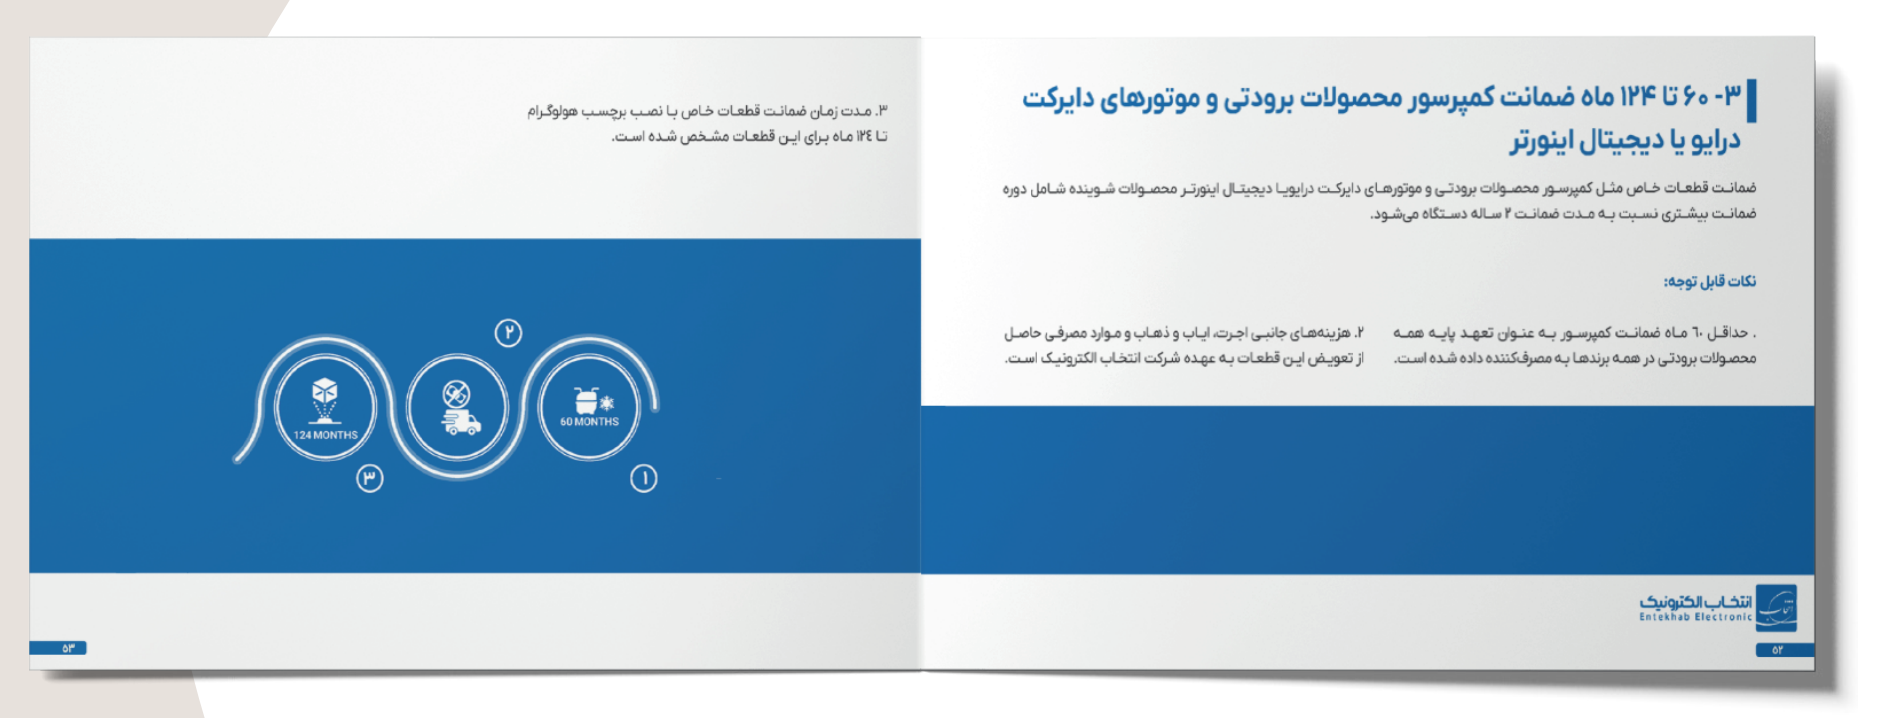 ۳- ۶۰ تا ۱۲۴ ماه ضمانت کمپرسور محصولات برودتی و موتورهای دایرکت
درایو یا دیجیتال اینورتر
ضمانت قطعات خاص مثل کمپرسور محصولات برودتی و موتورهای دایرکت درایویا دیجیتال اینورتر محصولات شوینده شامل دوره
ضمانت بیشتری نسبت به مدت ضمانت ۲ ساله دستگاه می‌شود.
نکات قابل توجه:
. حداقل ٦٠ ماه ضمانت کمپرسور به عنوان تعهد پایه همه
محصولات برودتی در همه برندها به مصرف‌کننده داده شده است.
۲. هزینه‌های جانبی اجرت، ایاب و ذهاب و موارد مصرفی حاصل
از تعویض این قطعات به عهده شرکت انتخاب الکترونیک است.
انتخاب الکترونیک
Entekhab Electronic
۵۲
۳. مدت زمان ضمانت قطعات خاص با نصب برچسب هولوگرام
تا ١٢٤ ماه برای این قطعات مشخص شده است.
60 MONTHS
۱
۲
124 MONTHS
۳
۵۳